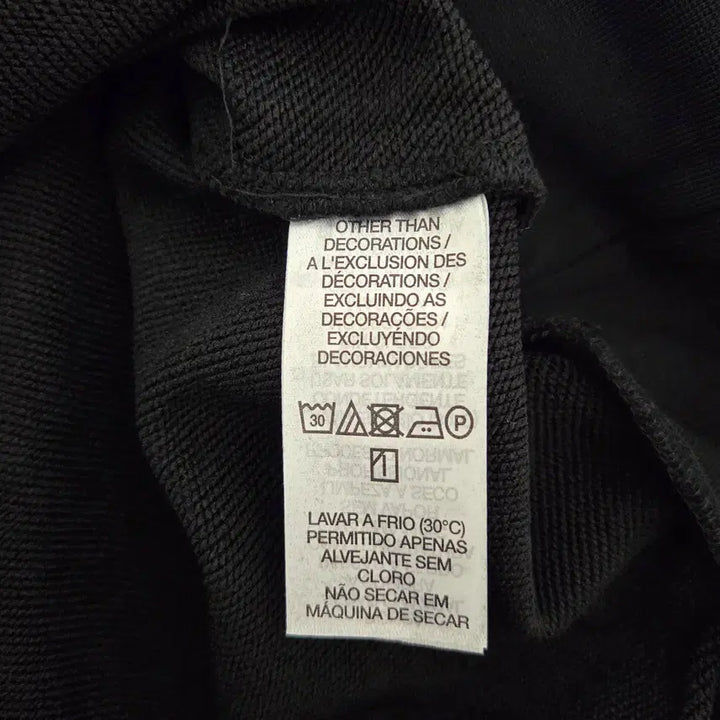 OTHER THAN
DECORATIONS /
A L'EXCLUSION DES
DÉCORATIONS /
EXCLUINDO AS
DECORAÇÕES /
EXCLUYÉNDO
DECORACIONES
30 P
1
LAVAR A FRIO (30°C)
PERMITIDO APENAS
ALVEJANTE SEM
CLORO
NÃO SECAR EM
MÁQUINA DE SECAR